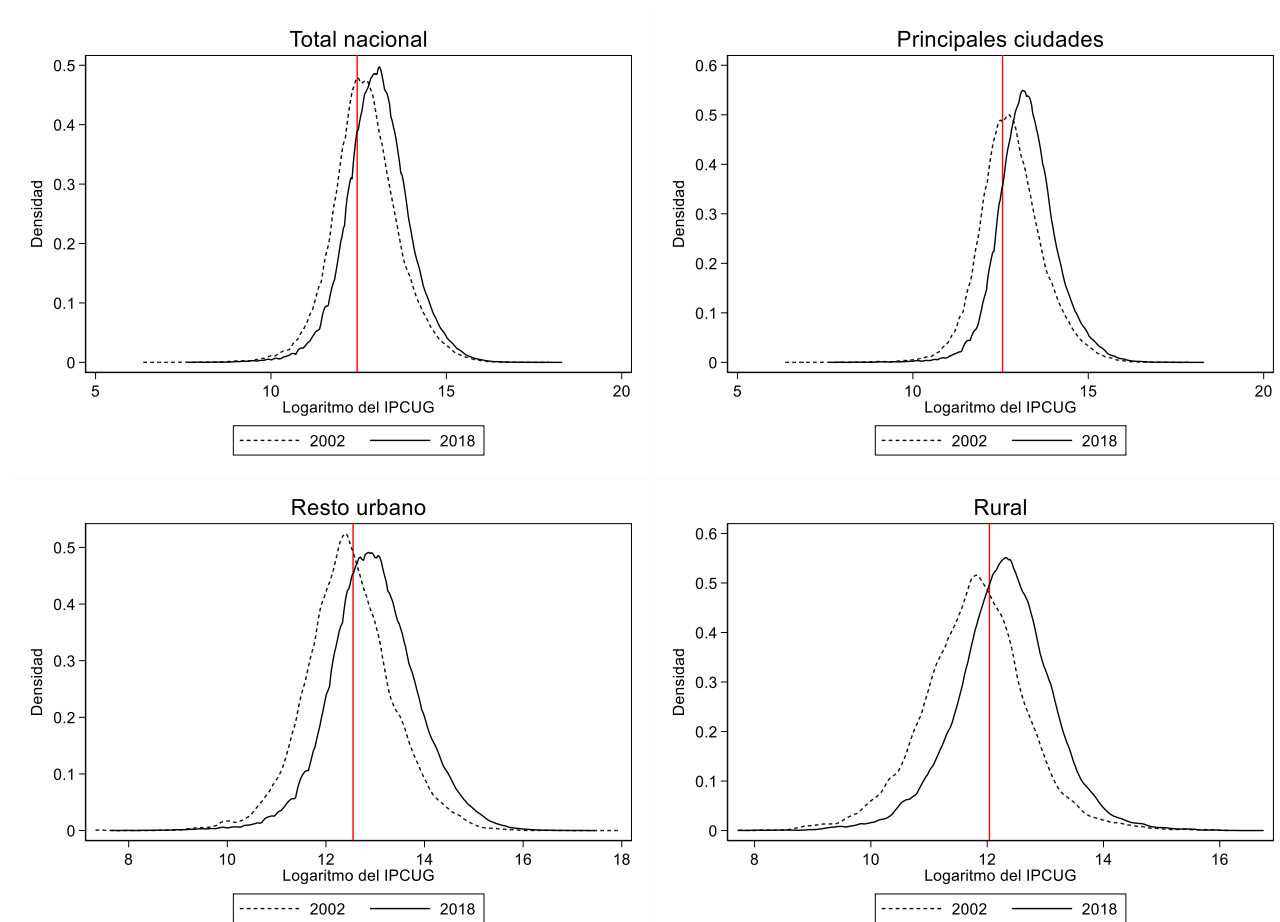 Total nacional
Densidad
0.5
0.4
0.3
0.2
0.1
0
5 10 15 20
Logaritmo del IPCUG
2002 2018
Principales ciudades
Densidad
0.6
0.5
0.4
0.3
0.2
0.1
0
5 10 15 20
Logaritmo del IPCUG
2002 2018
Resto urbano
Densidad
0.5
0.4
0.3
0.2
0.1
0
8 10 12 14 16 18
Logaritmo del IPCUG
2002 2018
Rural
Densidad
0.6
0.5
0.4
0.3
0.2
0.1
0
8 10 12 14 16
Logaritmo del IPCUG
2002 2018